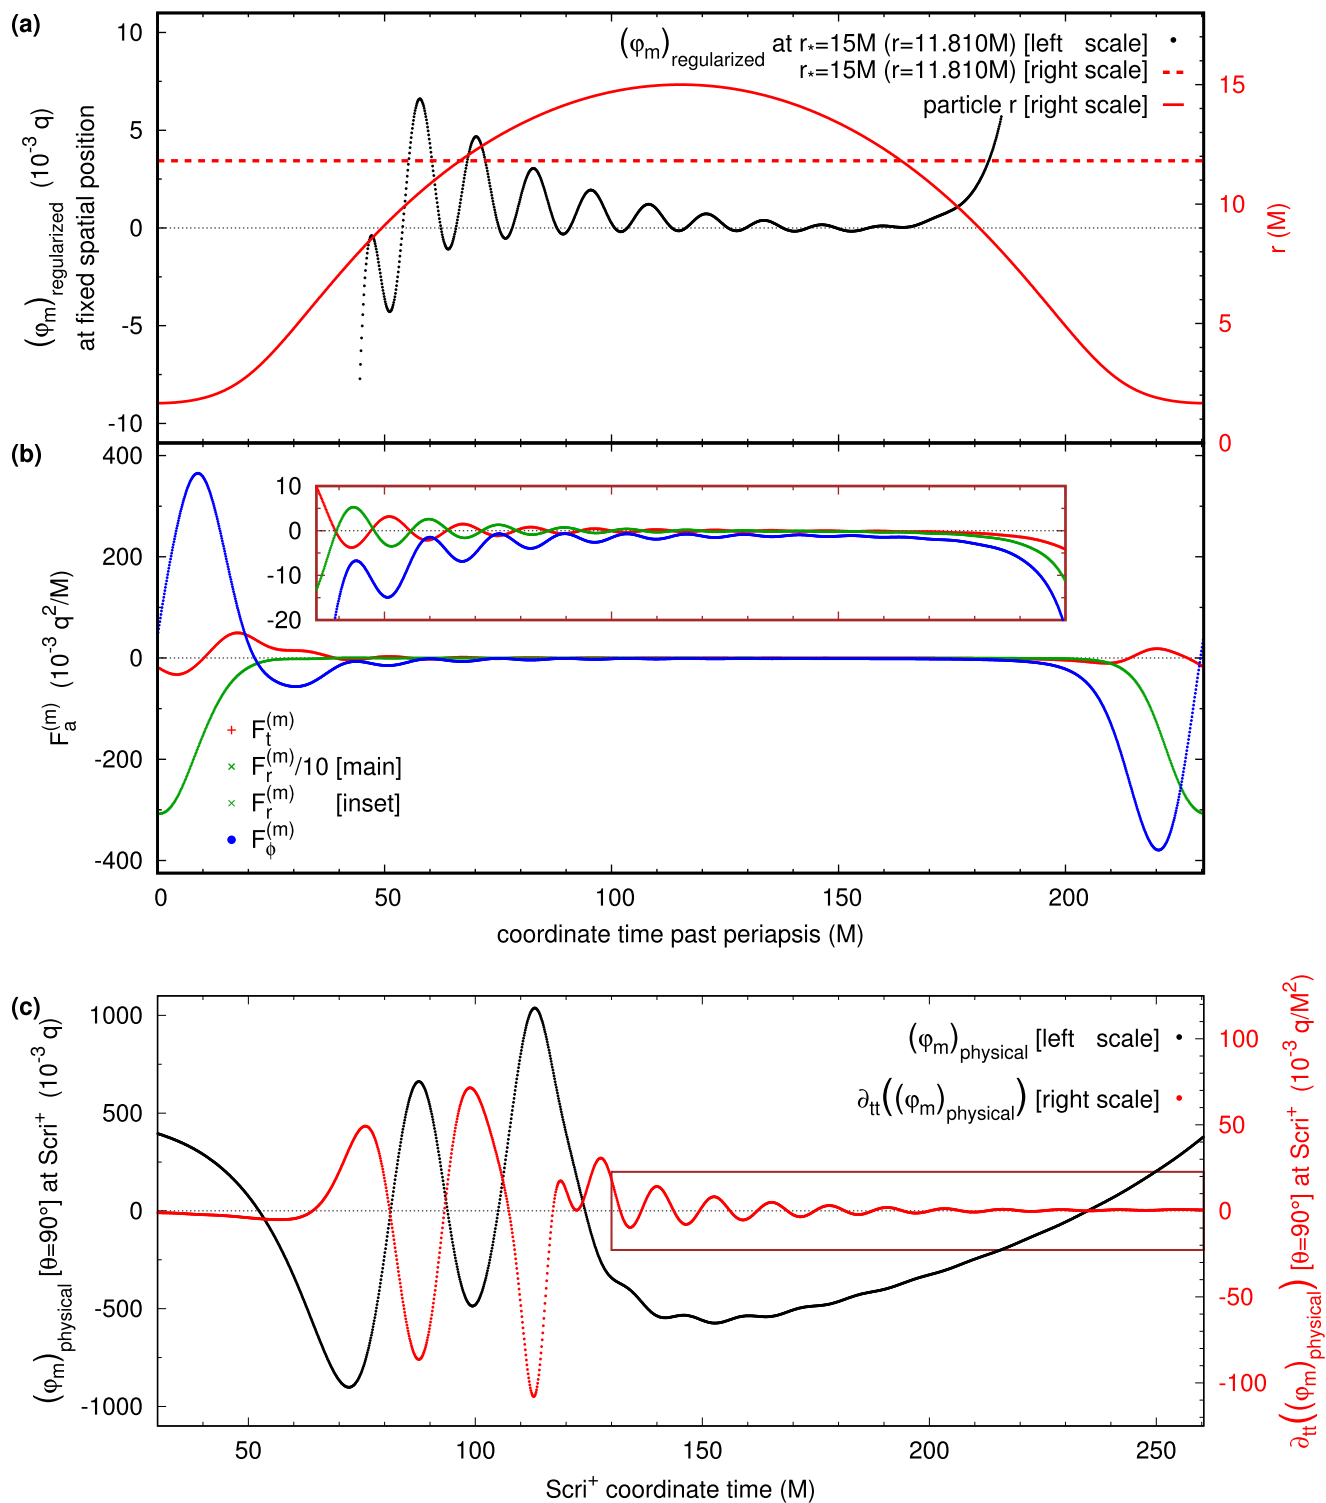 (a)
(φm)regularized (10⁻³ q)
at fixed spatial position
10
5
0
-5
-10
(φm)regularized at r*=15M (r=11.810M) [left scale]
r*=15M (r=11.810M) [right scale]
particle r [right scale]
15
10
5
0
r (M)
(b)
Fa(m) (10⁻³ q²/M)
400
200
0
-200
-400
10
0
-10
-20
Ft(m)
Fr(m)/10 [main]
Fr(m) [inset]
Fϕ(m)
0 50 100 150 200
coordinate time past periapsis (M)
(c)
(φm)physical [θ=90°] at Scri⁺ (10⁻³ q)
1000
500
0
-500
-1000
(φm)physical [left scale]
∂tt((φm)physical) [right scale]
100
50
0
-50
-100
∂tt((φm)physical) [θ=90°] at Scri⁺ (10⁻³ q/M²)
50 100 150 200 250
Scri⁺ coordinate time (M)